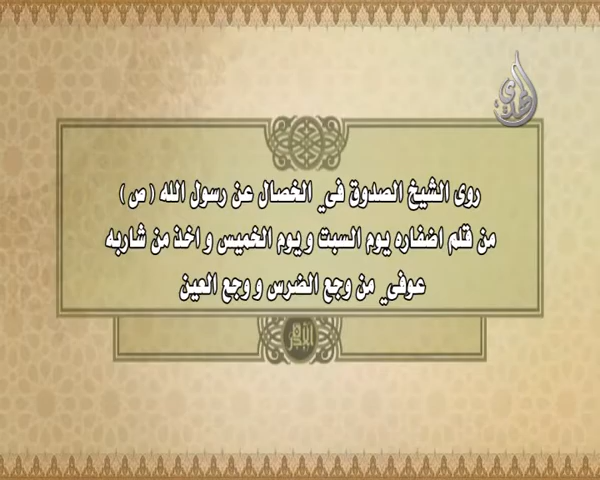 الهادي
روى الشيخ الصدوق في الخصال عن رسول الله (ص)
من قلم اضفاره يوم السبت ويوم الخميس و اخذ من شاربه
عوفي من وجع الضرس و وجع العين